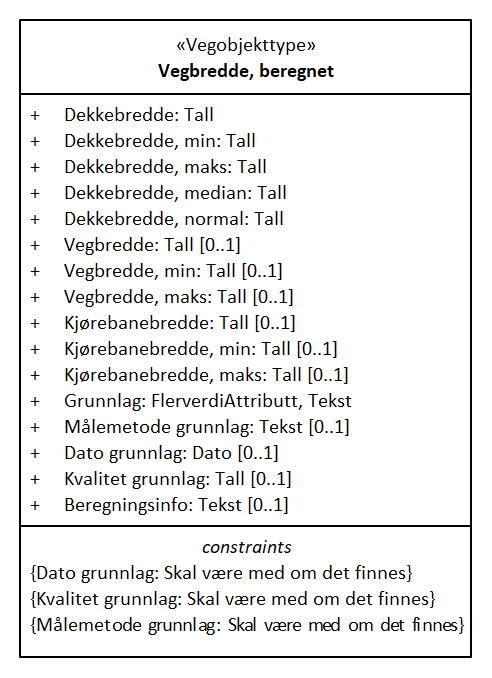 «Vegobjekttype»
Vegbredde, beregnet
+ Dekkebredde: Tall
+ Dekkebredde, min: Tall
+ Dekkebredde, maks: Tall
+ Dekkebredde, median: Tall
+ Dekkebredde, normal: Tall
+ Vegbredde: Tall [0..1]
+ Vegbredde, min: Tall [0..1]
+ Vegbredde, maks: Tall [0..1]
+ Kjørebanebredde: Tall [0..1]
+ Kjørebanebredde, min: Tall [0..1]
+ Kjørebanebredde, maks: Tall [0..1]
+ Grunnlag: FlerverdiAttributt, Tekst
+ Målemetode grunnlag: Tekst [0..1]
+ Dato grunnlag: Dato [0..1]
+ Kvalitet grunnlag: Tall [0..1]
+ Beregningsinfo: Tekst [0..1]
constraints
{Dato grunnlag: Skal være med om det finnes}
{Kvalitet grunnlag: Skal være med om det finnes}
{Målemetode grunnlag: Skal være med om det finnes}